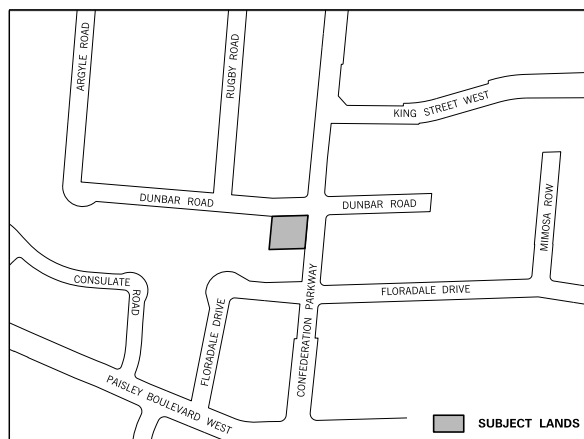 ARGYLE ROAD
RUGBY ROAD
KING STREET WEST
DUNBAR ROAD
DUNBAR ROAD
MIMOSA ROW
CONSULATE
ROAD
FLORADALE DRIVE
FLORADALE DRIVE
CONFEDERATION PARKWAY
PAISLEY BOULEVARD WEST
SUBJECT LANDS